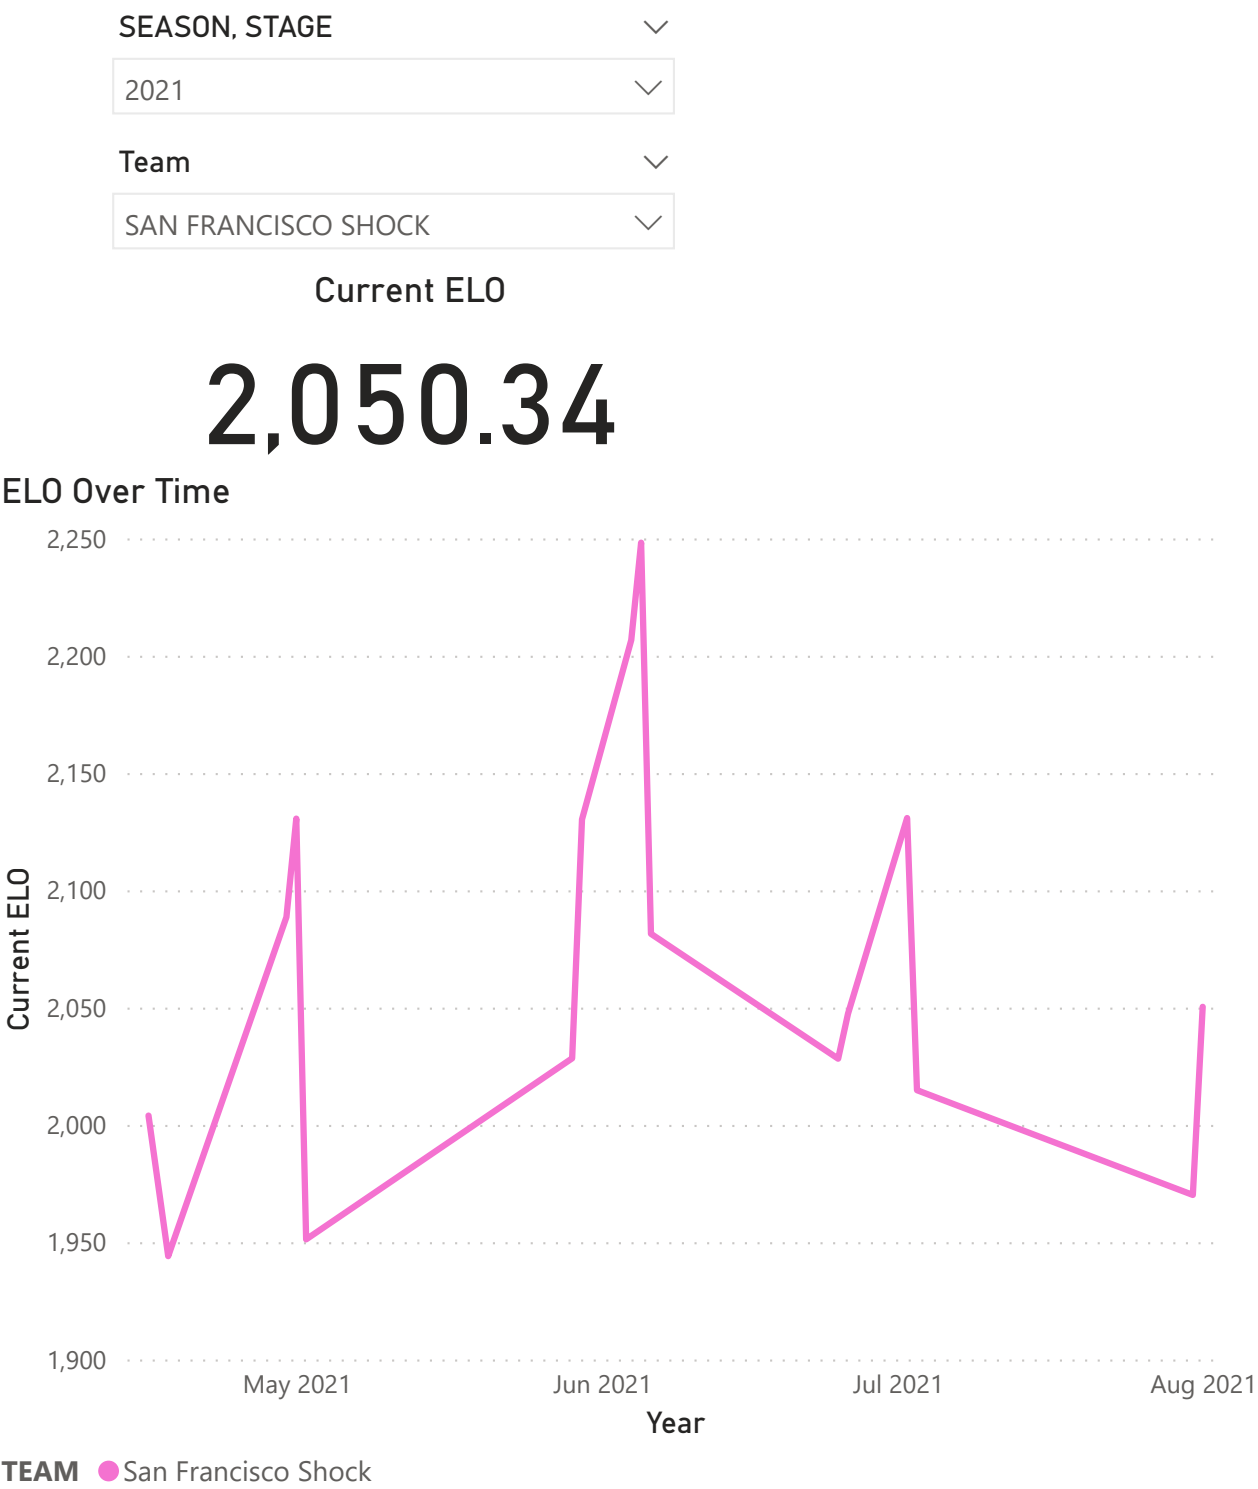 SEASON, STAGE
2021
Team
SAN FRANCISCO SHOCK
Current ELO
2,050.34
ELO Over Time
2,250
2,200
2,150
2,100
2,050
2,000
1,950
1,900
Current ELO
May 2021 Jun 2021 Jul 2021 Aug 2021
Year
TEAM San Francisco Shock